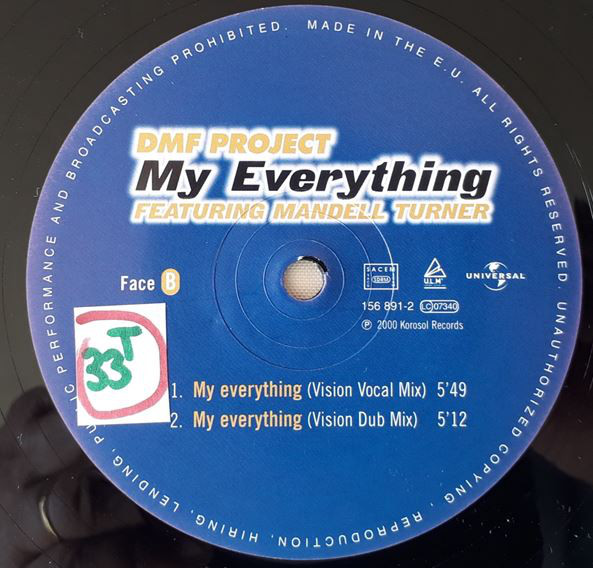 DMF PROJECT
My Everything
FEATURING MANDELL TURNER
Face B
SACEM
SDRM
U.L.M
UNIVERSAL
156 891-2 LC 07340
℗ 2000 Korosol Records
33T
1. My everything (Vision Vocal Mix) 5'49
2. My everything (Vision Dub Mix) 5'12
MADE IN THE E.U. ALL RIGHTS RESERVED. UNAUTHORIZED COPYING . REPRODUCTION, HIRING, LENDING, PUBLIC PERFORMANCE AND BROADCASTING PROHIBITED.